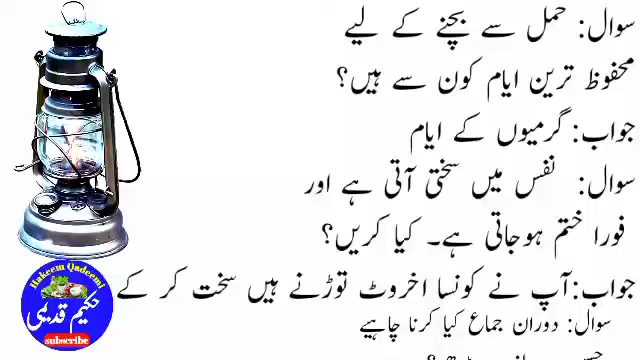 سوال: حمل سے بچنے کے لیے
محفوظ ترین ایام کون سے ہیں؟
جواب: گرمیوں کے ایام
سوال: نفس میں سختی آتی ہے اور
فورا ختم ہوجاتی ہے۔ کیا کریں؟
جواب:آپ نے کونسا اخروٹ توڑنے ہیں سخت کر کے
سوال: دوران جماع کیا کرنا چاہیے
Hakeem Qadeemi
حکیم قدیمی
subscribe